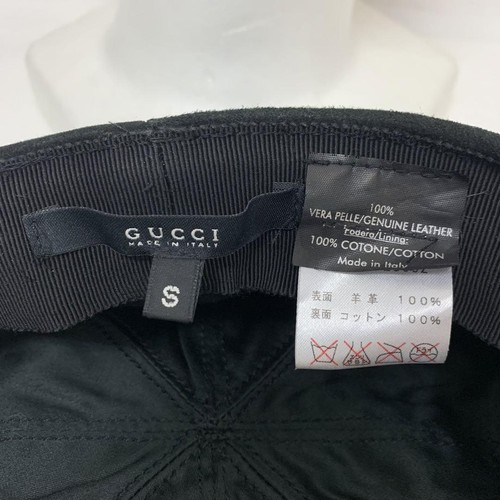 GUCCI
MADE IN ITALY
S
100%
VERA PELLE/GENUINE LEATHER
Fodera/Lining:
100% COTONE/COTTON
Made in Italy
表面 羊革 100%
裏面 コットン 100%